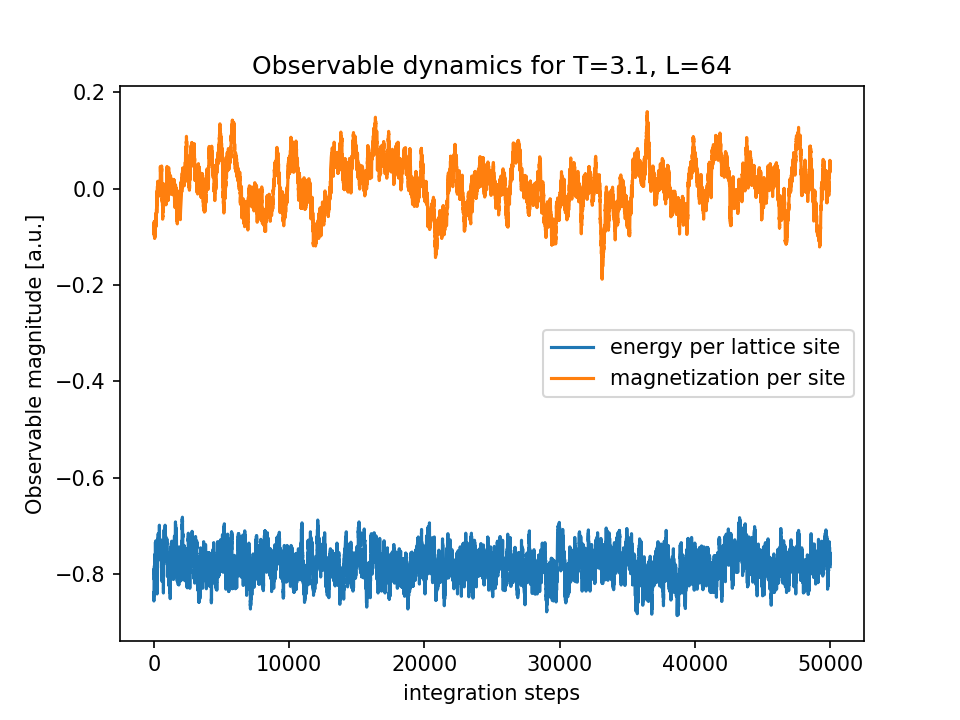 Observable dynamics for T=3.1, L=64
Observable magnitude [a.u.]
0.2
0.0
−0.2
−0.4
−0.6
−0.8
energy per lattice site
magnetization per site
0 10000 20000 30000 40000 50000
integration steps